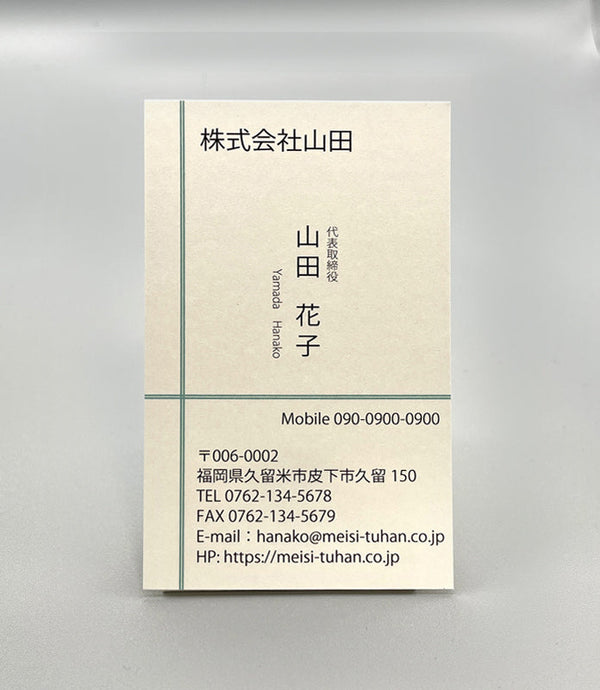 株式会社山田
代表取締役
山田 花子
Yamada Hanako
Mobile 090-0900-0900
〒006-0002
福岡県久留米市皮下市久留 150
TEL 0762-134-5678
FAX 0762-134-5679
E-mail：hanako@meisi-tuhan.co.jp
HP: https://meisi-tuhan.co.jp